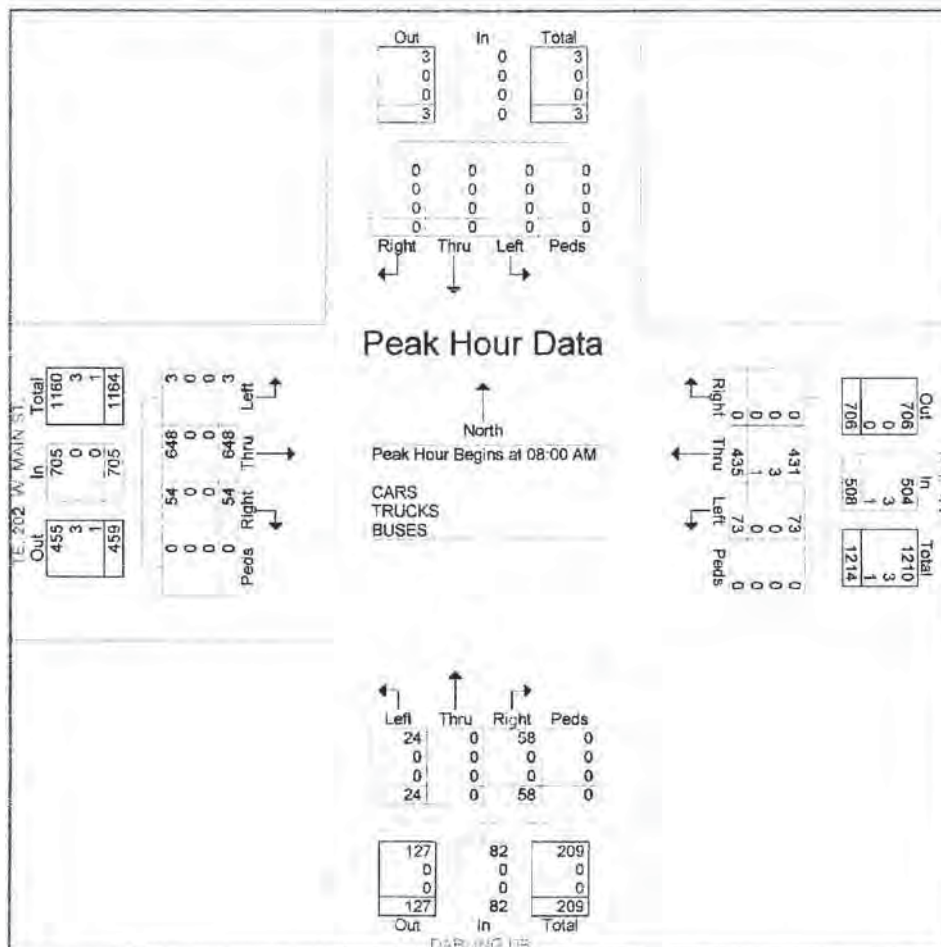 Out In Total
3 0 3
0 0 0
0 0 0
3 0 3
0 0 0 0
0 0 0 0
0 0 0 0
0 0 0 0
Right Thru Left Peds
Peak Hour Data
North
Peak Hour Begins at 08:00 AM
CARS
TRUCKS
BUSES
T.E. 202 W. MAIN ST.
Out In Total
455 705 1160
3 0 3
1 0 1
459 705 1164
Peds Right Thru Left
0 54 648 3
0 0 0 0
0 0 0 0
0 54 648 3
Right Thru Left Peds
0 431 73 0
0 3 0 0
0 1 0 0
0 435 73 0
Out In Total
706 504 1210
0 3 3
0 1 1
706 508 1214
Left Thru Right Peds
24 0 58 0
0 0 0 0
0 0 0 0
24 0 58 0
127 82 209
0 0 0
0 0 0
127 82 209
Out In Total